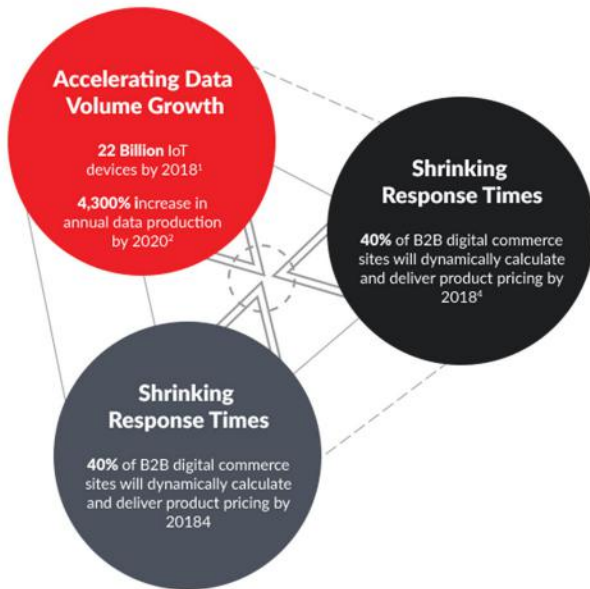 Accelerating Data
Volume Growth
22 Billion IoT
devices by 2018¹
4,300% increase in
annual data production
by 2020²
Shrinking
Response Times
40% of B2B digital commerce
sites will dynamically calculate
and deliver product pricing by
2018⁴
Shrinking
Response Times
40% of B2B digital commerce
sites will dynamically calculate
and deliver product pricing by
20184